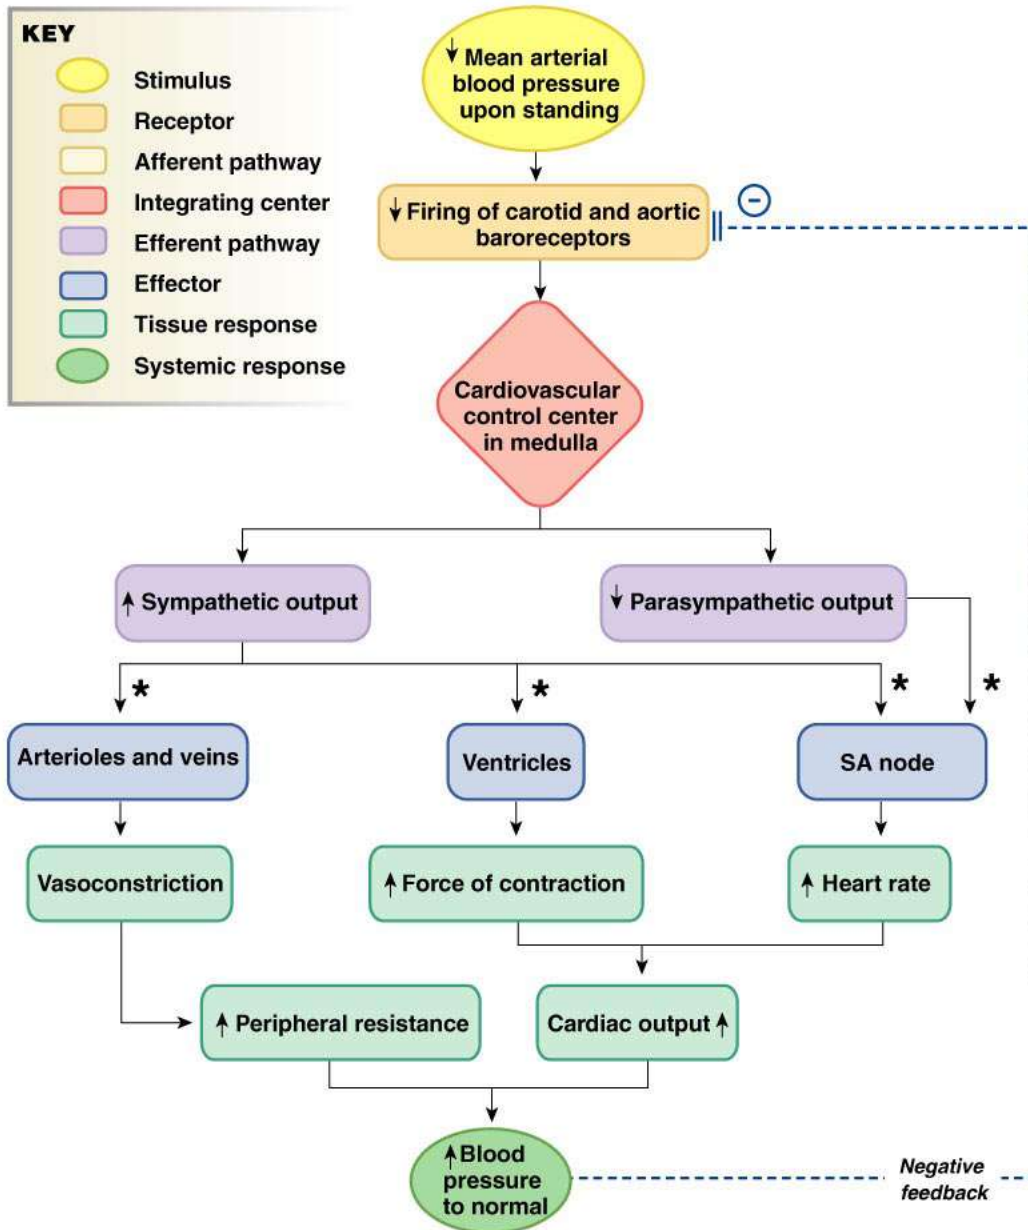 KEY
Stimulus
Receptor
Afferent pathway
Integrating center
Efferent pathway
Effector
Tissue response
Systemic response
↓ Mean arterial
blood pressure
upon standing
↓ Firing of carotid and aortic
baroreceptors
−
Cardiovascular
control center
in medulla
↑ Sympathetic output
↓ Parasympathetic output
*
*
*
*
Arterioles and veins
Ventricles
SA node
Vasoconstriction
↑ Force of contraction
↑ Heart rate
↑ Peripheral resistance
Cardiac output ↑
↑ Blood
pressure
to normal
Negative
feedback